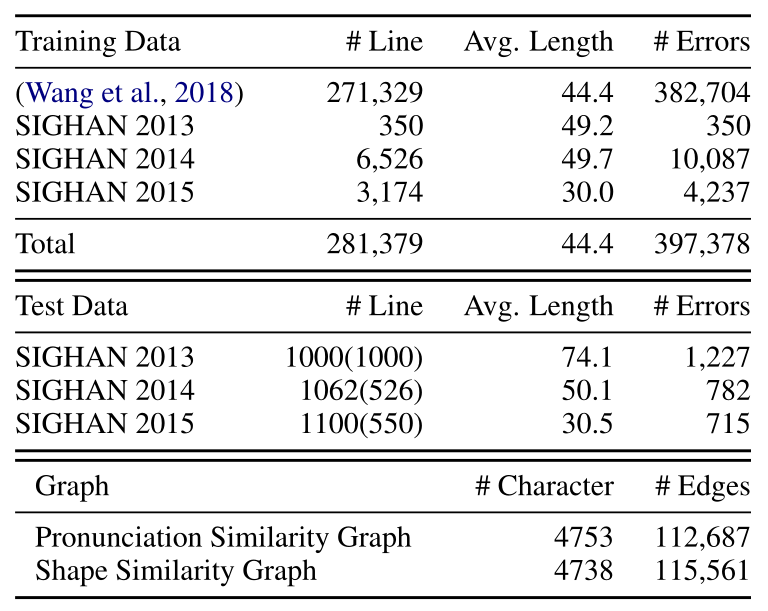 Training Data # Line Avg. Length # Errors
(Wang et al., 2018) 271,329 44.4 382,704
SIGHAN 2013 350 49.2 350
SIGHAN 2014 6,526 49.7 10,087
SIGHAN 2015 3,174 30.0 4,237
Total 281,379 44.4 397,378
Test Data # Line Avg. Length # Errors
SIGHAN 2013 1000(1000) 74.1 1,227
SIGHAN 2014 1062(526) 50.1 782
SIGHAN 2015 1100(550) 30.5 715
Graph # Character # Edges
Pronunciation Similarity Graph 4753 112,687
Shape Similarity Graph 4738 115,561